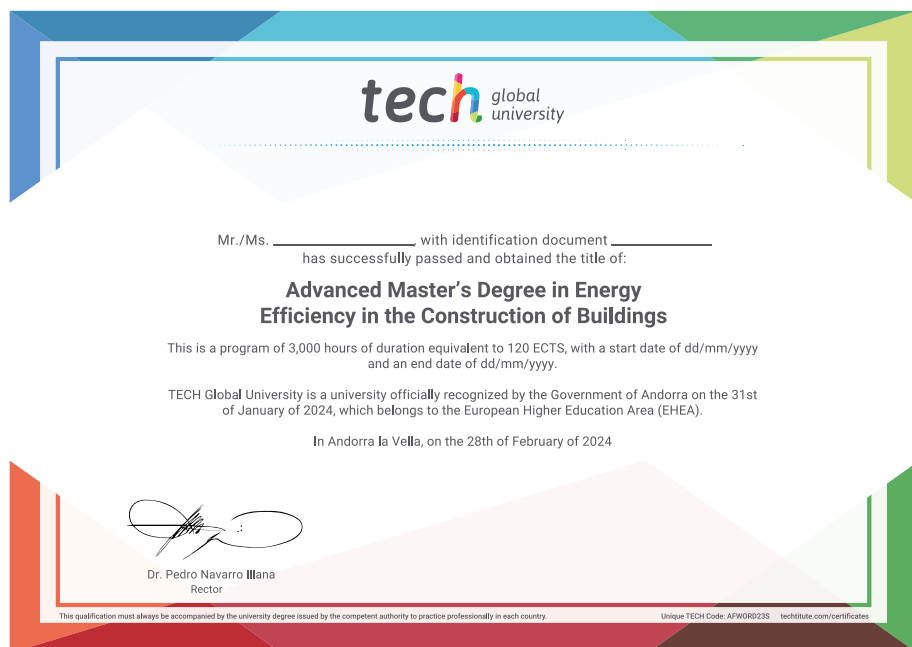 tech global
university
Mr./Ms. ____________, with identification document ____________
has successfully passed and obtained the title of:
Advanced Master's Degree in Energy
Efficiency in the Construction of Buildings
This is a program of 3,000 hours of duration equivalent to 120 ECTS, with a start date of dd/mm/yyyy
and an end date of dd/mm/yyyy.
TECH Global University is a university officially recognized by the Government of Andorra on the 31st
of January of 2024, which belongs to the European Higher Education Area (EHEA).
In Andorra la Vella, on the 28th of February of 2024
Dr. Pedro Navarro Illana
Rector
This qualification must always be accompanied by the university degree issued by the competent authority to practice professionally in each country. Unique TECH Code: AFWORD23S techtitute.com/certificates